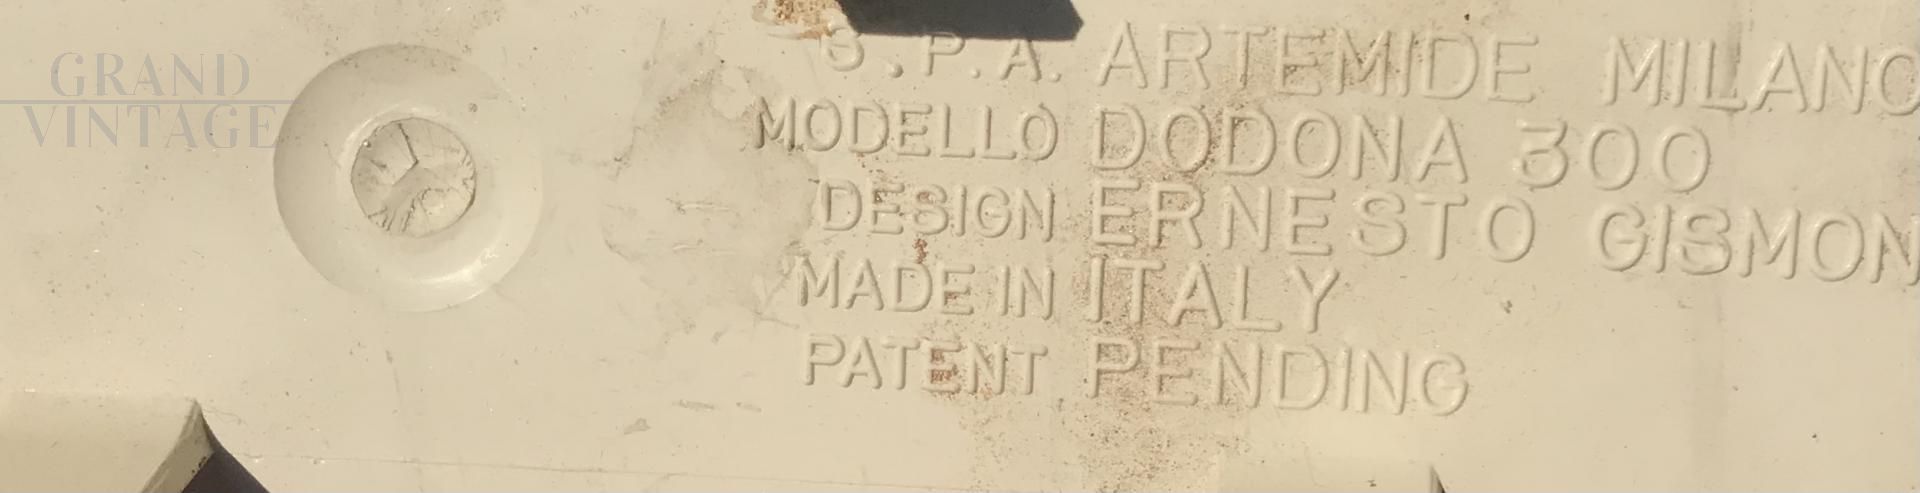 GRAND
VINTAGE
S.P.A. ARTEMIDE MILANO
MODELLO DODONA 300
DESIGN ERNESTO GISMON
MADE IN ITALY
PATENT PENDING